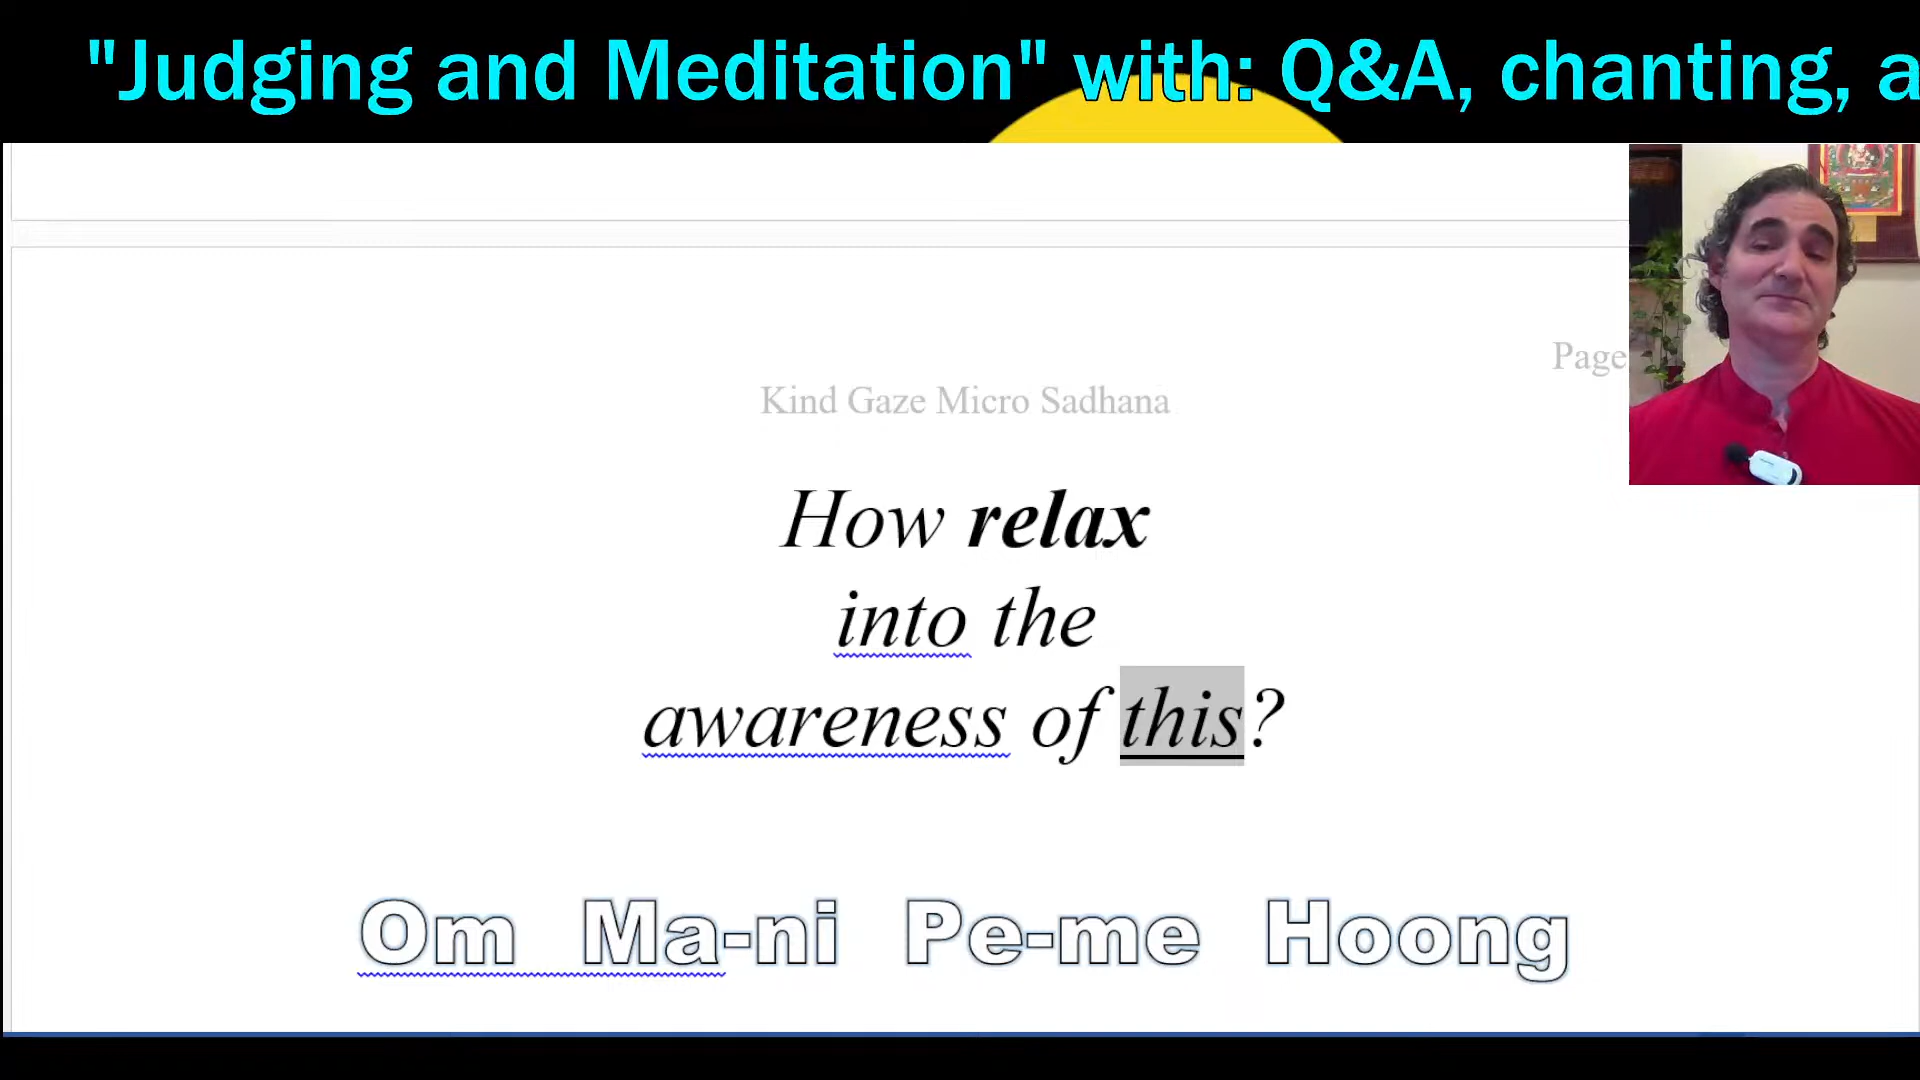 "Judging and Meditation" with: Q&A, chanting, a
Page
Kind Gaze Micro Sadhana
How relax
into the
awareness of this?
Om Ma-ni Pe-me Hoong